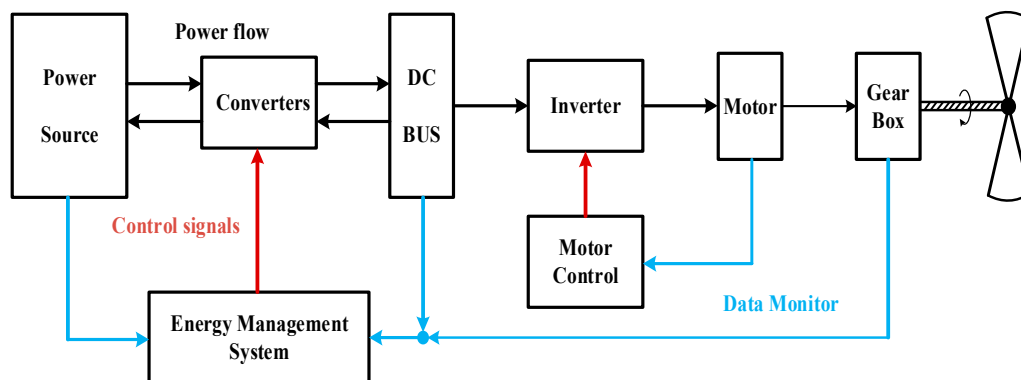 Power flow
Power
Source
Converters
DC
BUS
Inverter
Motor
Gear
Box
Control signals
Motor
Control
Data Monitor
Energy Management
System